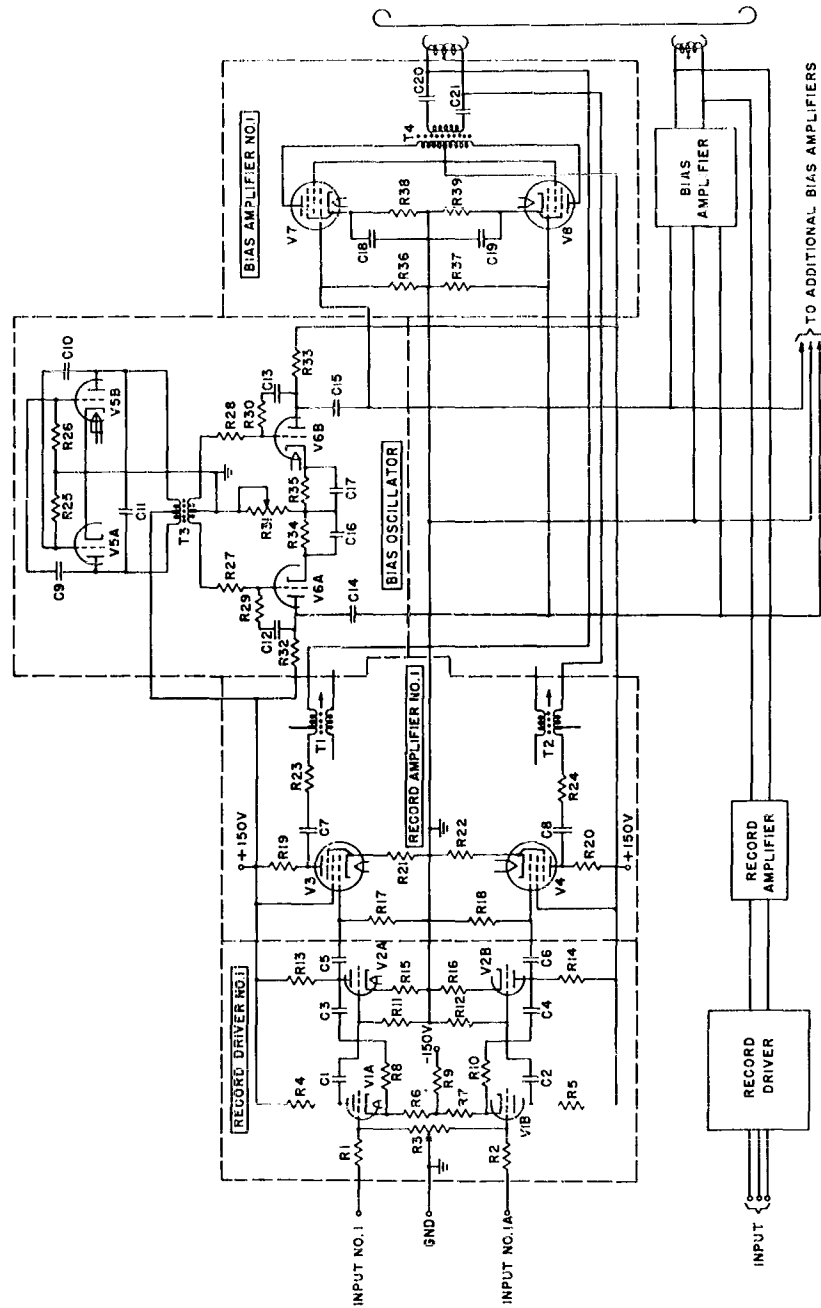 INPUT NO.1
GND
INPUT NO.1A
R1
R2
R3
RECORD DRIVER NO.1
R4
C1
V1A
R8
R6
R9
-150V
R7
R10
V1B
C2
R5
R13
C3
C5
V2A
R11
R15
R12
R16
V2B
C4
C6
R14
+150V
R19
V3
C7
R23
T1
R17
R21
R18
R22
RECORD AMPLIFIER NO.1
V4
C8
R24
T2
R20
+150V
C9
V5A
R25
R26
V5B
C10
C11
T3
R27
R28
R29
R30
C12
C13
R32
R33
V6A
V6B
R31
R34
R35
C16
C17
C14
C15
BIAS OSCILLATOR
BIAS AMPLIFIER NO.1
V7
C18
R38
R36
R39
R37
C19
V8
T4
C20
C21
BIAS AMPLIFIER
TO ADDITIONAL BIAS AMPLIFIERS
INPUT
RECORD DRIVER
RECORD AMPLIFIER